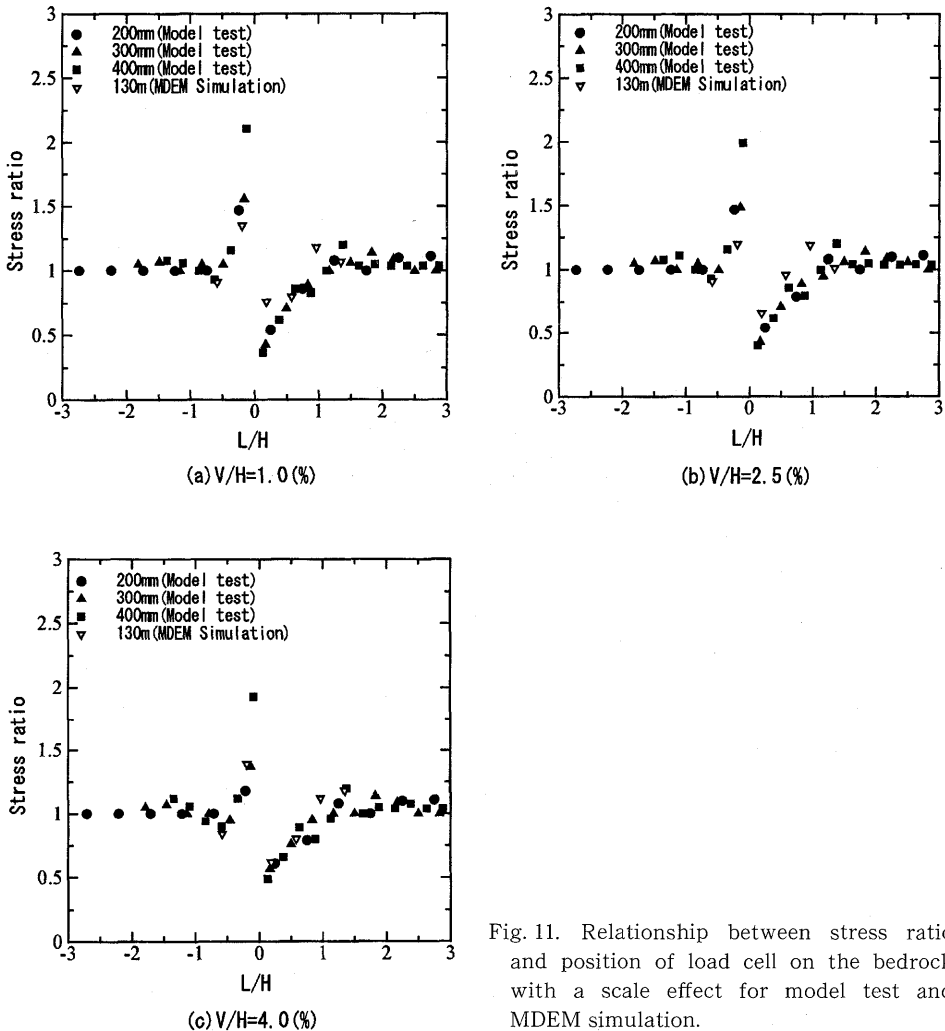 3
2.5
2
1.5
1
0.5
0
Stress ratio
200mm(Model test)
300mm(Model test)
400mm(Model test)
130m(MDEM Simulation)
-3 -2 -1 0 1 2 3
L/H
(a) V/H=1.0(%)
3
2.5
2
1.5
1
0.5
0
Stress ratio
200mm(Model test)
300mm(Model test)
400mm(Model test)
130m(MDEM Simulation)
-3 -2 -1 0 1 2 3
L/H
(b) V/H=2.5(%)
3
2.5
2
1.5
1
0.5
0
Stress ratio
200mm(Model test)
300mm(Model test)
400mm(Model test)
130m(MDEM Simulation)
-3 -2 -1 0 1 2 3
L/H
(c) V/H=4.0(%)
Fig. 11. Relationship between stress ratio
and position of load cell on the bedrock
with a scale effect for model test and
MDEM simulation.